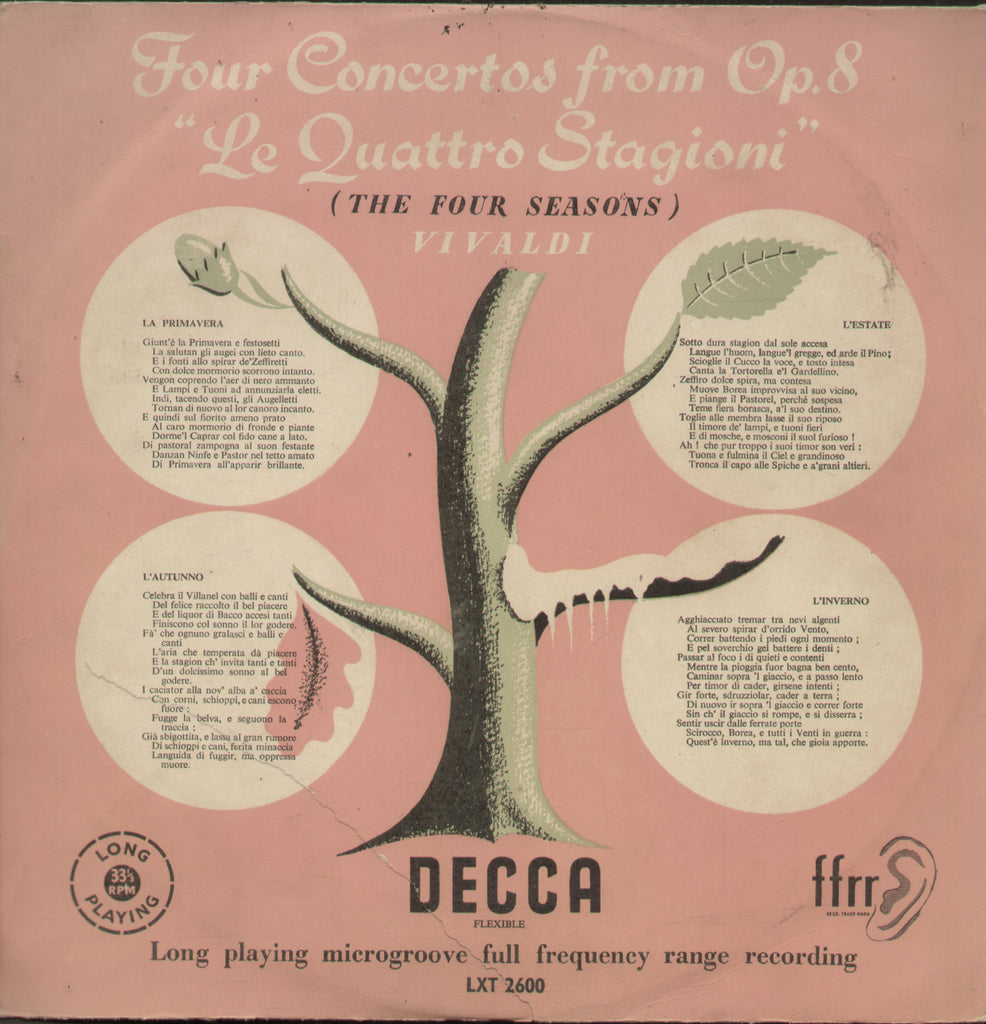 Four Concertos from Op.8
"Le Quattro Stagioni"
(THE FOUR SEASONS)
VIVALDI
LA PRIMAVERA
Giunt'è la Primavera e festosetti
La salutan gli augei con lieto canto.
E i fonti allo spirar de'Zeffiretti
Con dolce mormorio scorrono intanto.
Vengon coprendo l'aer di nero ammanto
E Lampi e Tuoni ad annunziarla eletti.
Indi, tacendo questi, gli Augelletti
Toman di nuovo al lor canoro incanto.
E quindi sul fiorito ameno prato
Al caro mormorio di fronde e piante
Dorme'l Caprar col fido cane a lato.
Di pastoral zampogna al suon festante
Danzan Ninfe e Pastor nel tetto amato
Di Primavera all'apparir brillante.
L'ESTATE
Sotto dura stagion dal sole accesa
Langue l'huom, langue'l gregge, ed arde il Pino;
Scioglie il Cucco la voce, e tosto intesa
Canta la Tortorella e'l Gardellino.
Zeffiro dolce spira, ma contesa
Muove Borea improvvisa al suo vicino,
E piange il Pastorel, perché sospesa
Teme fiera borasca, a'l suo destino.
Toglie alle membra lasse il suo riposo
Il timore de' lampi, e tuoni fieri
E di mosche, e mosconi il suol furioso !
Ah ! che pur troppo i suoi timor son veri :
Tuona e fulmina il Ciel e grandinoso
Tronca il capo alle Spiche e a'grani altieri.
L'AUTUNNO
Celebra il Villanel con balli e canti
Del felice raccolto il bel piacere
E del liquor di Bacco accesi tanti
Finiscono col sonno il lor godere.
Fà' che ognuno gralasci e balli e
canti
L'aria che temperata dà piacere
E la stagion ch' invita tanti e tanti
D'un dolcissimo sonno al bel
godere.
I caciator alla nov' alba a' caccia
Con corni, schioppi, e cani escono
fuore ;
Fugge la belva, e seguono la
traccia ;
Già sbigottita, e lassa al gran rumore
Di schioppi e cani, ferita minaccia
Languida di fuggir, ma oppressa
muore.
L'INVERNO
Agghiacciato tremar tra nevi algenti
Al severo spirar d'orrido Vento,
Correr battendo i piedi ogni momento ;
E pel soverchio gel battere i denti ;
Passar al foco i di quieti e contenti
Mentre la pioggia fuor bagna ben cento,
Caminar sopra 'l giaccio, e a passo lento
Per timor di cader, girsene intenti ;
Gir forte, sdruzziolar, cader a terra ;
Di nuovo ir sopra 'l giaccio e correr forte
Sin ch' il giaccio si rompe, e si disserra ;
Sentir uscir dalle ferrate porte
Scirocco, Borea, e tutti i Venti in guerra :
Quest'è inverno, ma tal, che gioia apporte.
LONG
33⅓
RPM
PLAYING
DECCA
FLEXIBLE
ffrr
REGD. TRADE MARK
Long playing microgroove full frequency range recording
LXT 2600